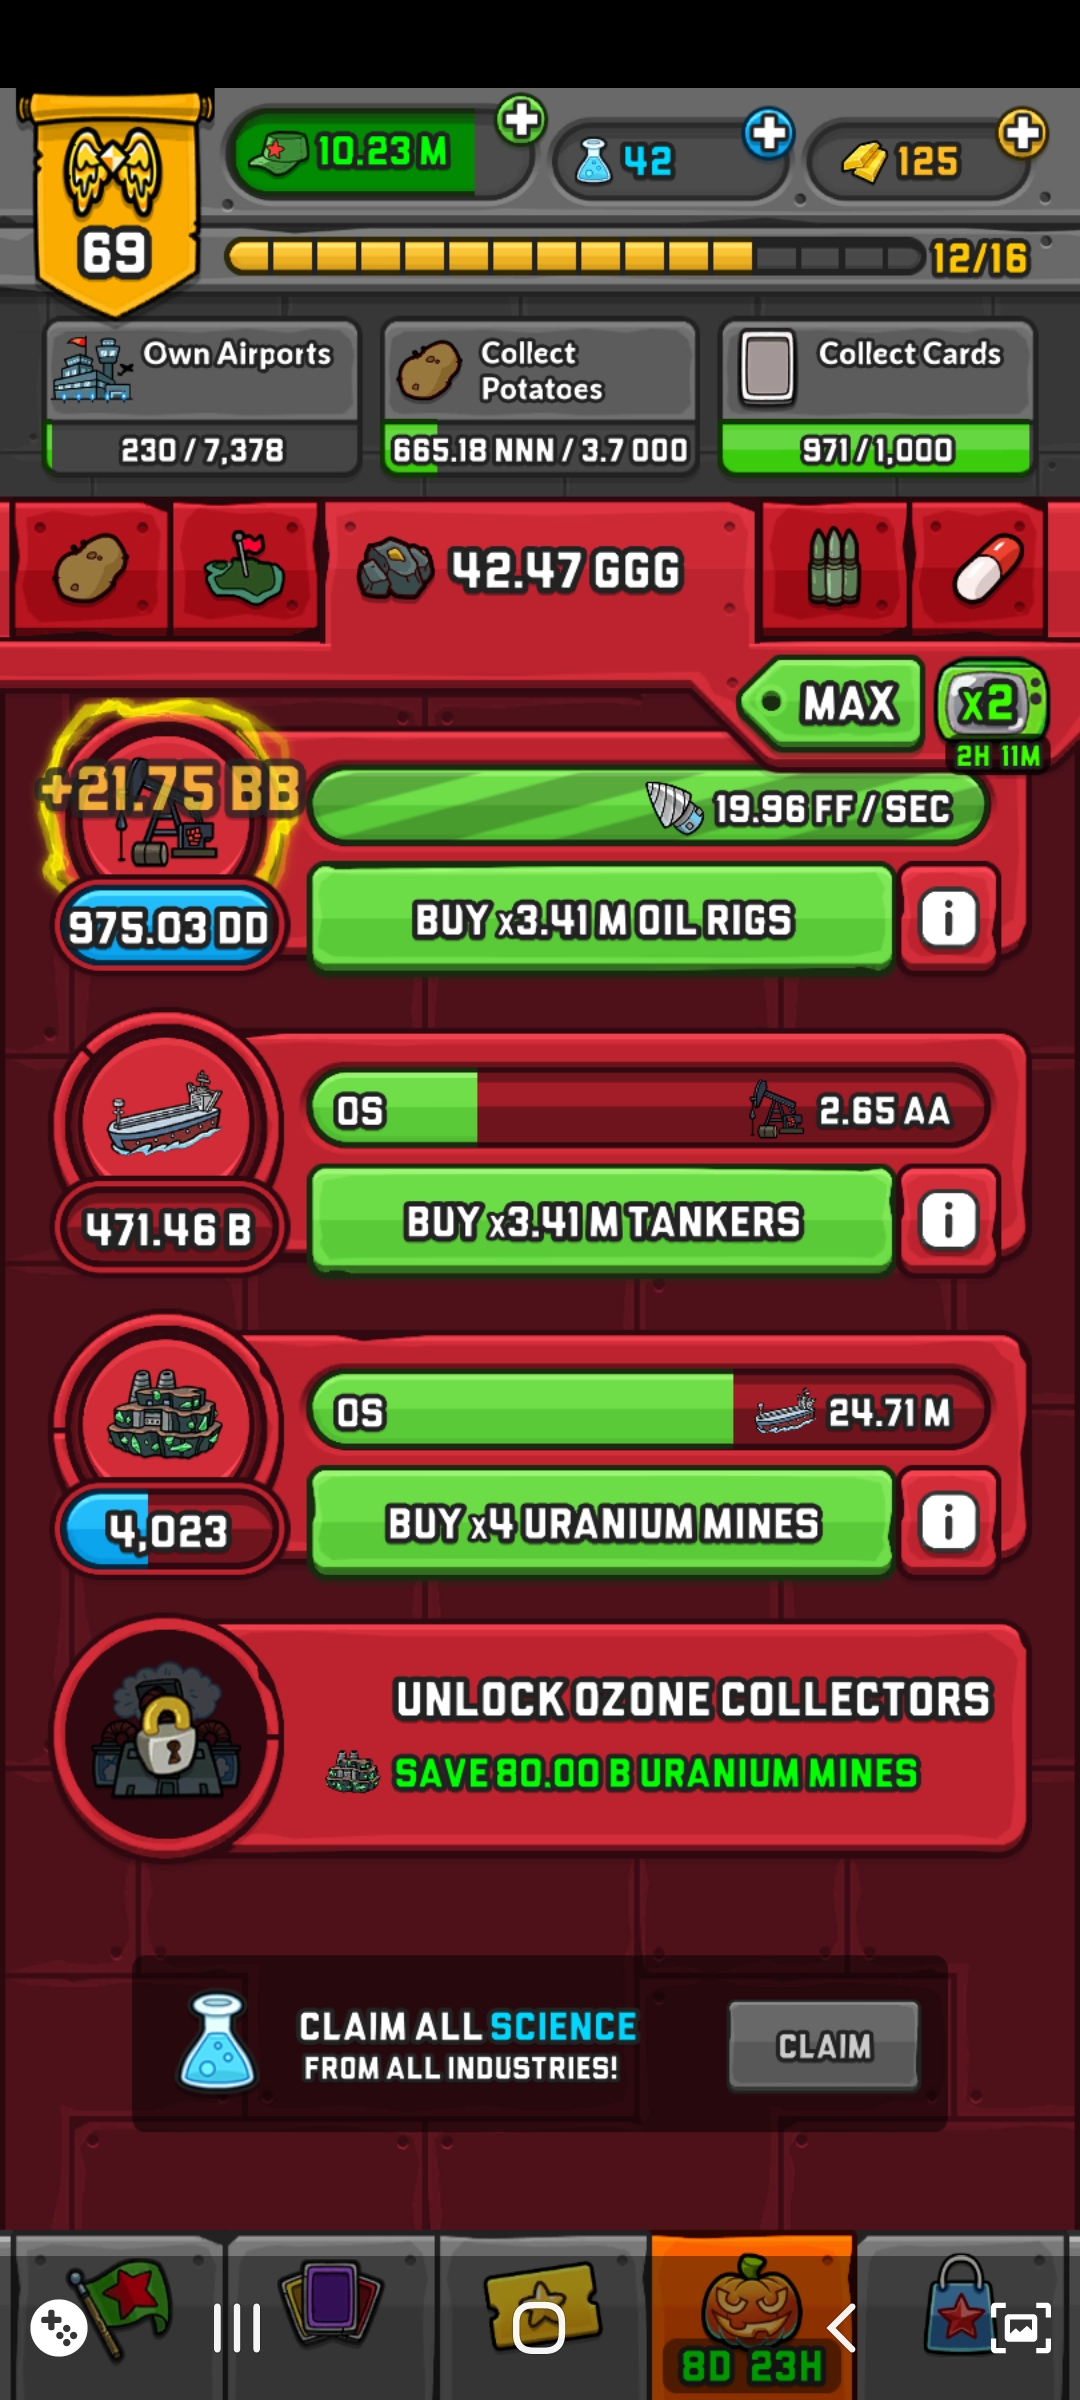 69
10.23 M
42
125
12/16
Own Airports
230 / 7,378
Collect
Potatoes
665.18 NNN / 3.7 OOO
Collect Cards
971 / 1,000
42.47 GGG
MAX
x2
2H 11M
+21.75 BB
19.96 FF / SEC
975.03 DD
BUY x3.41 M OIL RIGS
i
0S
2.65 AA
471.46 B
BUY x3.41 M TANKERS
i
0S
24.71 M
4,023
BUY x4 URANIUM MINES
i
UNLOCK OZONE COLLECTORS
SAVE 80.00 B URANIUM MINES
CLAIM ALL SCIENCE
FROM ALL INDUSTRIES!
CLAIM
8D 23H